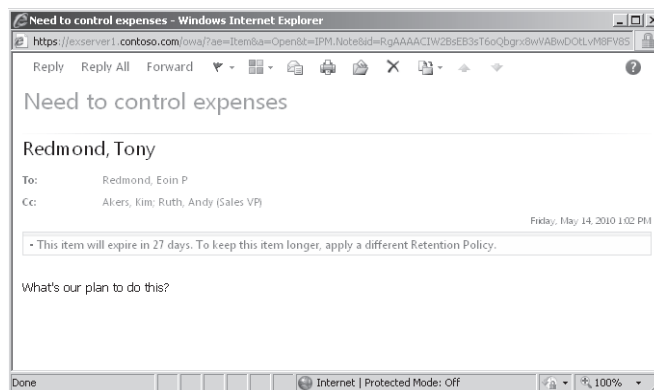 Need to control expenses - Windows Internet Explorer
https://exserver1.contoso.com/owa/?ae=Item&a=Open&t=IPM.Note&id=
Reply Reply All Forward
Need to control expenses
Redmond, Tony
To: Redmond, Eoin P
Cc: Akers, Kim; Ruth, Andy (Sales VP)
Friday, May 14, 2010 1:02 PM
- This item will expire in 27 days. To keep this item longer, apply a different Retention Policy.
What's our plan to do this?
Done Internet | Protected Mode: Off 100%